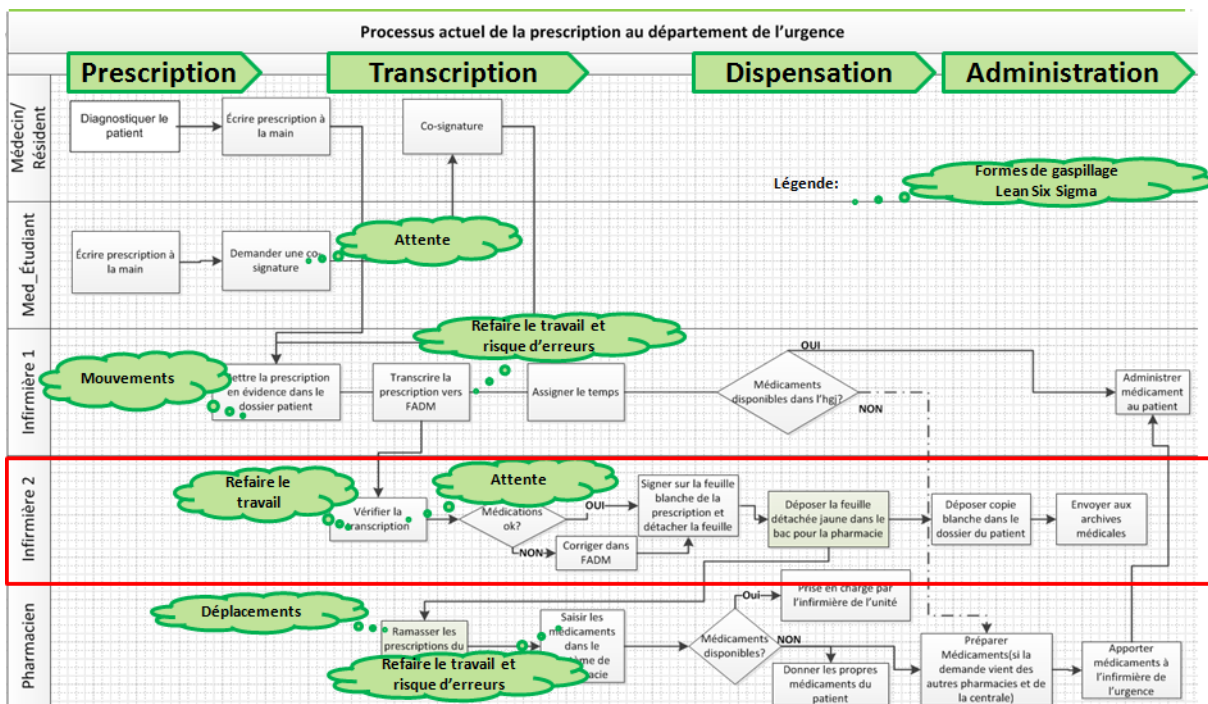 Processus actuel de la prescription au département de l'urgence
Prescription
Transcription
Dispensation
Administration
Médecin/
Résident
Diagnostiquer le
patient
Écrire prescription à
la main
Co-signature
Légende:
Formes de gaspillage
Lean Six Sigma
Med_Étudiant
Écrire prescription à
la main
Demander une co-
signature
Attente
Infirmière 1
Mouvements
Mettre la prescription
en évidence dans le
dossier patient
Transcrire la
prescription vers
FADM
Refaire le travail et
risque d'erreurs
Assigner le temps
Médicaments
disponibles dans l'hgj?
OUI
NON
Administrer
médicament
au patient
Infirmière 2
Refaire le
travail
Vérifier la
transcription
Attente
Médications
ok?
OUI
NON
Corriger dans
FADM
Signer sur la feuille
blanche de la
prescription et
détacher la feuille
Déposer la feuille
détachée jaune dans le
bac pour la pharmacie
Déposer copie
blanche dans le
dossier du patient
Envoyer aux
archives
médicales
Pharmacien
Déplacements
Ramasser les
prescriptions du
Refaire le travail et
risque d'erreurs
Saisir les
médicaments
dans le
de
Médicaments
disponibles?
Oui
Prise en charge par
l'infirmière de l'unité
NON
Donner les propres
médicaments du
patient
Préparer
Médicaments(si la
demande vient des
autres pharmacies et de
la centrale)
Apporter
médicaments à
l'infirmière de
l'urgence